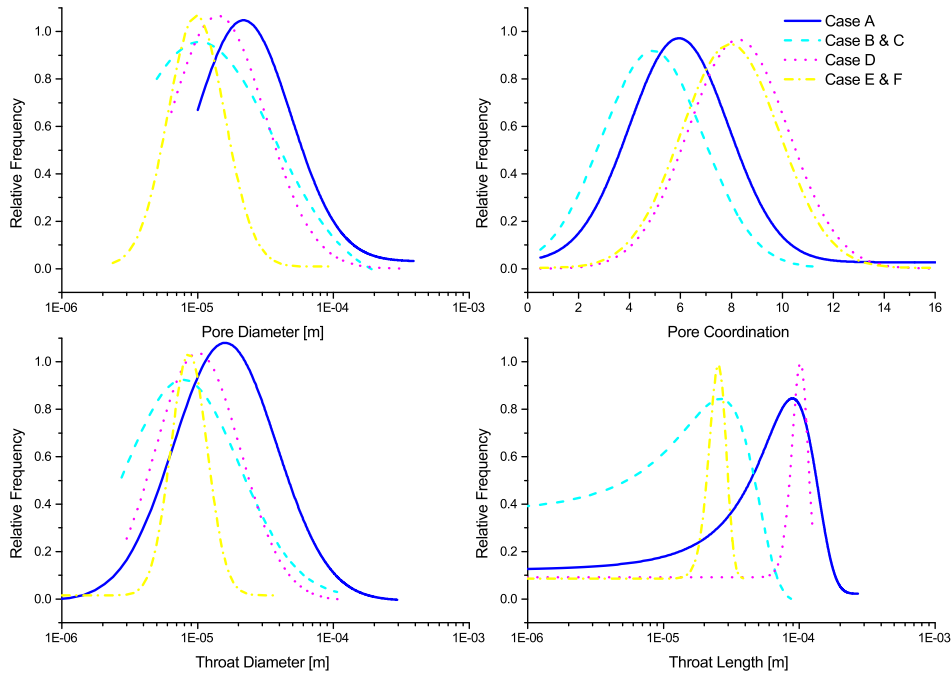 1.0
0.8
0.6
0.4
0.2
0.0
Relative Frequency
1E-06 1E-05 1E-04 1E-03
Pore Diameter [m]
1.0
0.8
0.6
0.4
0.2
0.0
Relative Frequency
0 2 4 6 8 10 12 14 16
Pore Coordination
Case A
Case B & C
Case D
Case E & F
1.0
0.8
0.6
0.4
0.2
0.0
Relative Frequency
1E-06 1E-05 1E-04 1E-03
Throat Diameter [m]
1.0
0.8
0.6
0.4
0.2
0.0
Relative Frequency
1E-06 1E-05 1E-04 1E-03
Throat Length [m]